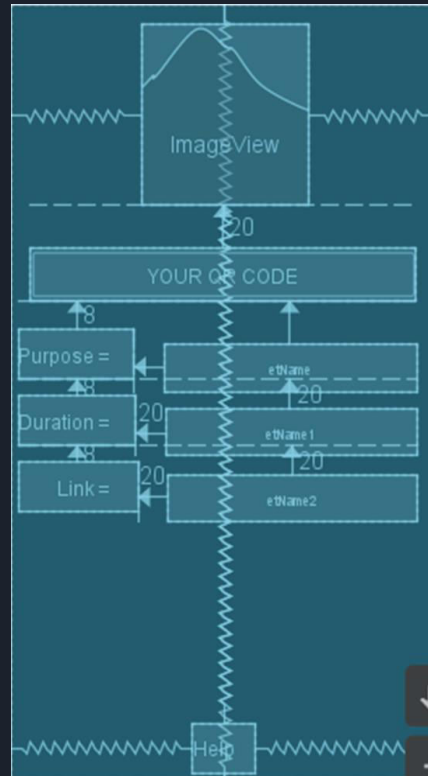 ImageView
20
YOUR QR CODE
8
Purpose =
etName
8
20
Duration =
20
etName1
8
20
Link =
20
etName2
Help